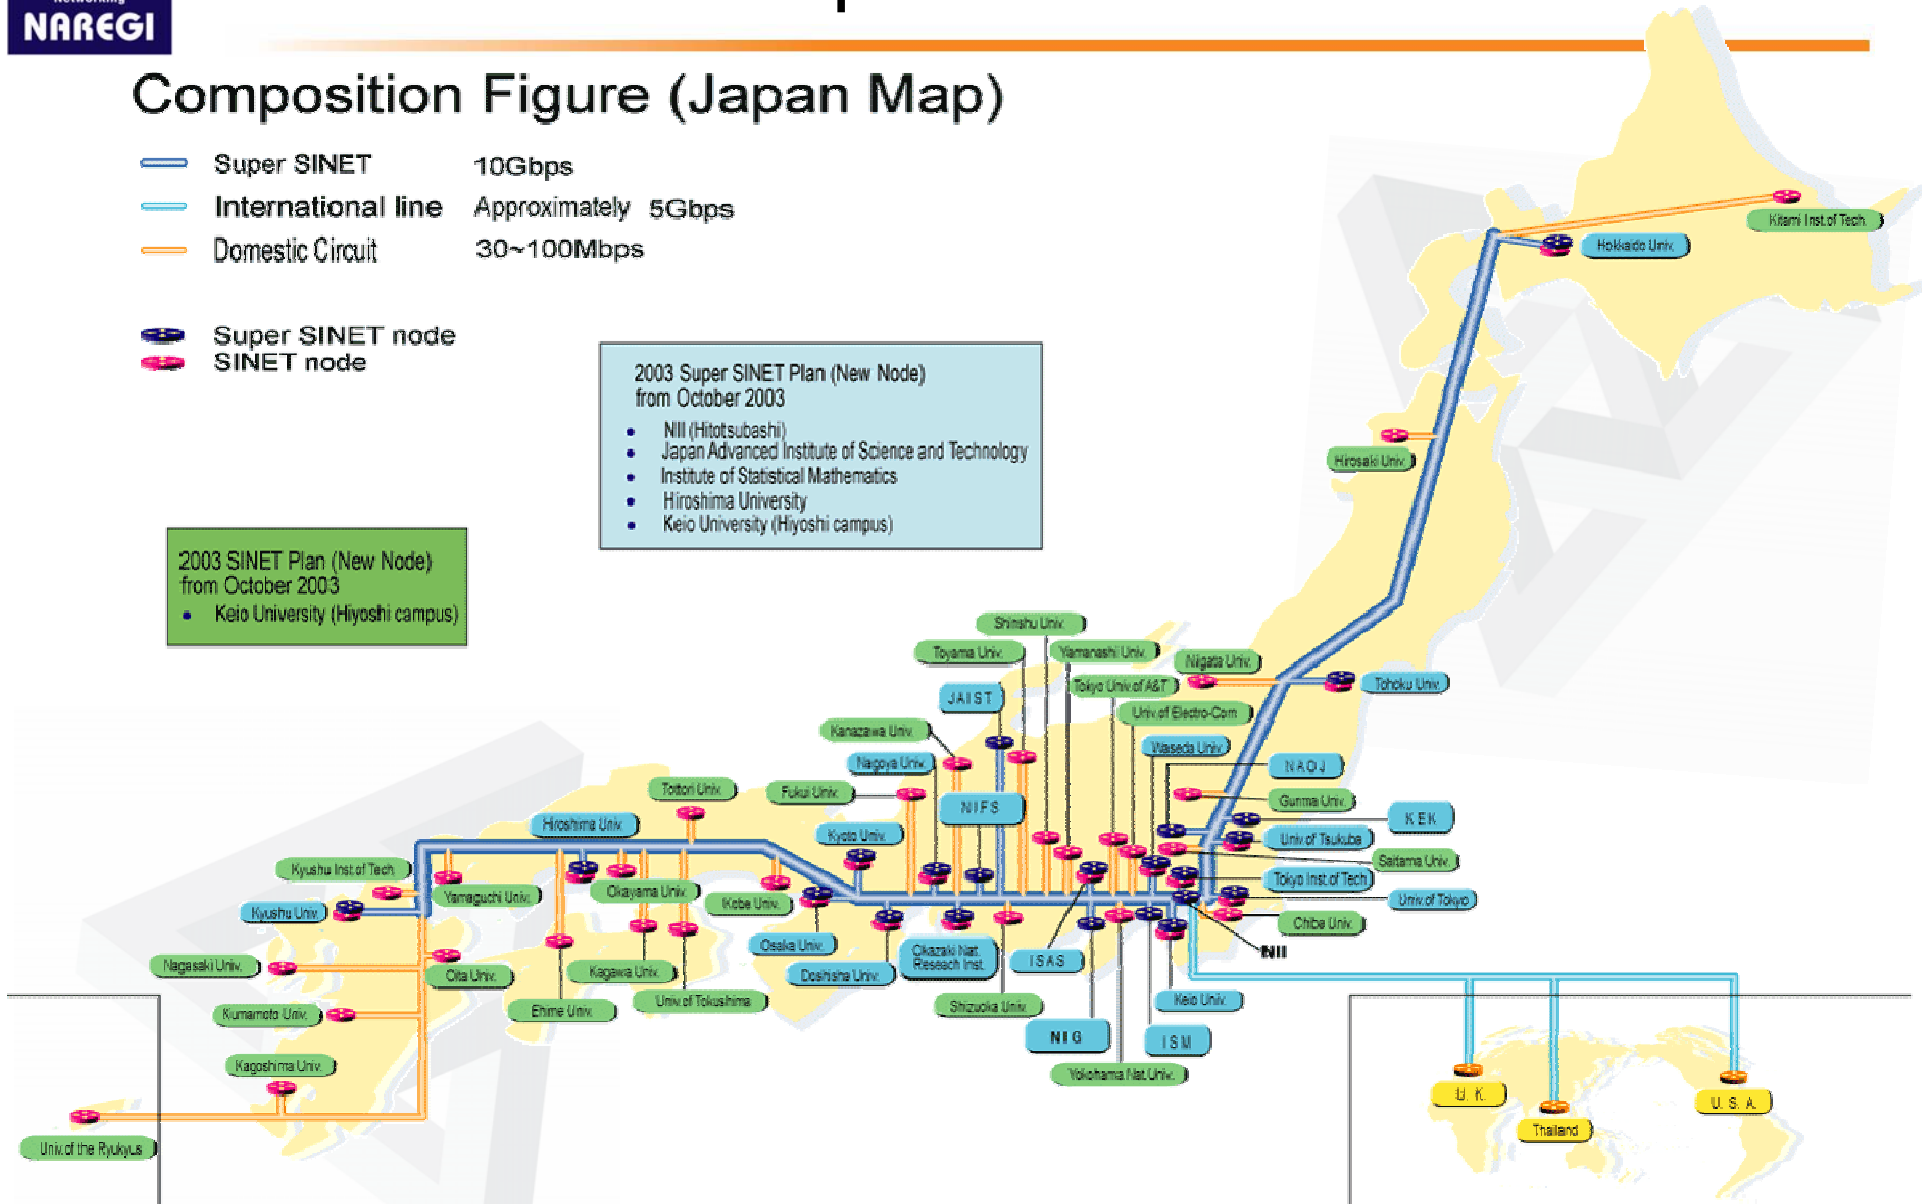 Networking
NAREGI
Composition Figure (Japan Map)
Super SINET 10Gbps
International line Approximately 5Gbps
Domestic Circuit 30~100Mbps
Super SINET node
SINET node
2003 Super SINET Plan (New Node)
from October 2003
• NII (Hitotsubashi)
• Japan Advanced Institute of Science and Technology
• Institute of Statistical Mathematics
• Hiroshima University
• Keio University (Hiyoshi campus)
2003 SINET Plan (New Node)
from October 2003
• Keio University (Hiyoshi campus)
Kitami Inst.of Tech.
Hokkaido Univ.
Hirosaki Univ.
Shinshu Univ.
Toyama Univ.
Yamanashi Univ.
Niigata Univ.
Tohoku Univ.
Tokyo Univ.of A&T
JAIST
Univ.of Electro-Com
Kanazawa Univ.
Waseda Univ.
Nagoya Univ.
NAOJ
Tottori Univ.
Fukui Univ.
NIFS
Gunma Univ.
KEK
Hiroshima Univ.
Kyoto Univ.
Univ.of Tsukuba
Saitama Univ.
Kyushu Inst.of Tech.
Tokyo Inst.of Tech.
Yamaguchi Univ.
Okayama Univ.
Kobe Univ.
Univ.of Tokyo
Kyushu Univ.
Chiba Univ.
Osaka Univ.
Okazaki Nat.
Reseach Inst.
NII
ISAS
Nagasaki Univ.
Oita Univ.
Kagawa Univ.
Doshisha Univ.
Univ.of Tokushima
Shizuoka Univ.
Keio Univ.
Kumamoto Univ.
Ehime Univ.
NIG
ISM
Kagoshima Univ.
Yokohama Nat.Univ.
U. K.
U. S. A.
Thailand
Univ.of the Ryukyus